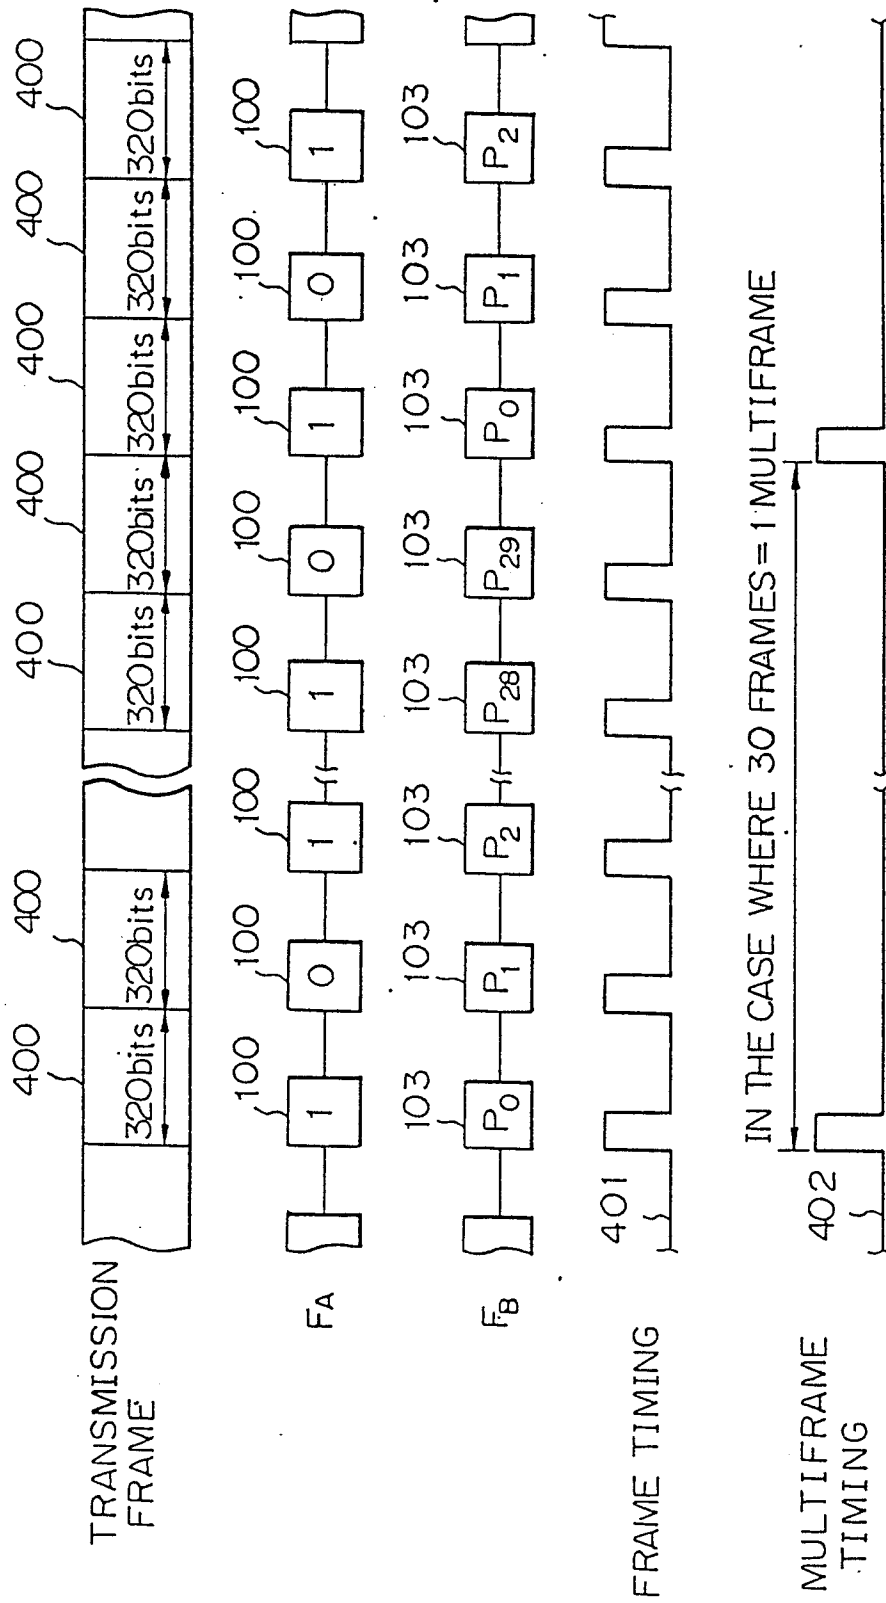 TRANSMISSION
FRAME
400 400 400 400 400 400 400
320bits 320bits 320bits 320bits 320bits 320bits 320bits
FA
100 100 100 100 100 100 100 100
1 0 1 1 0 1 0 1
FB
103 103 103 103 103 103 103 103
P0 P1 P2 P28 P29 P0 P1 P2
FRAME TIMING
401
IN THE CASE WHERE 30 FRAMES = 1 MULTIFRAME
MULTIFRAME
TIMING
402